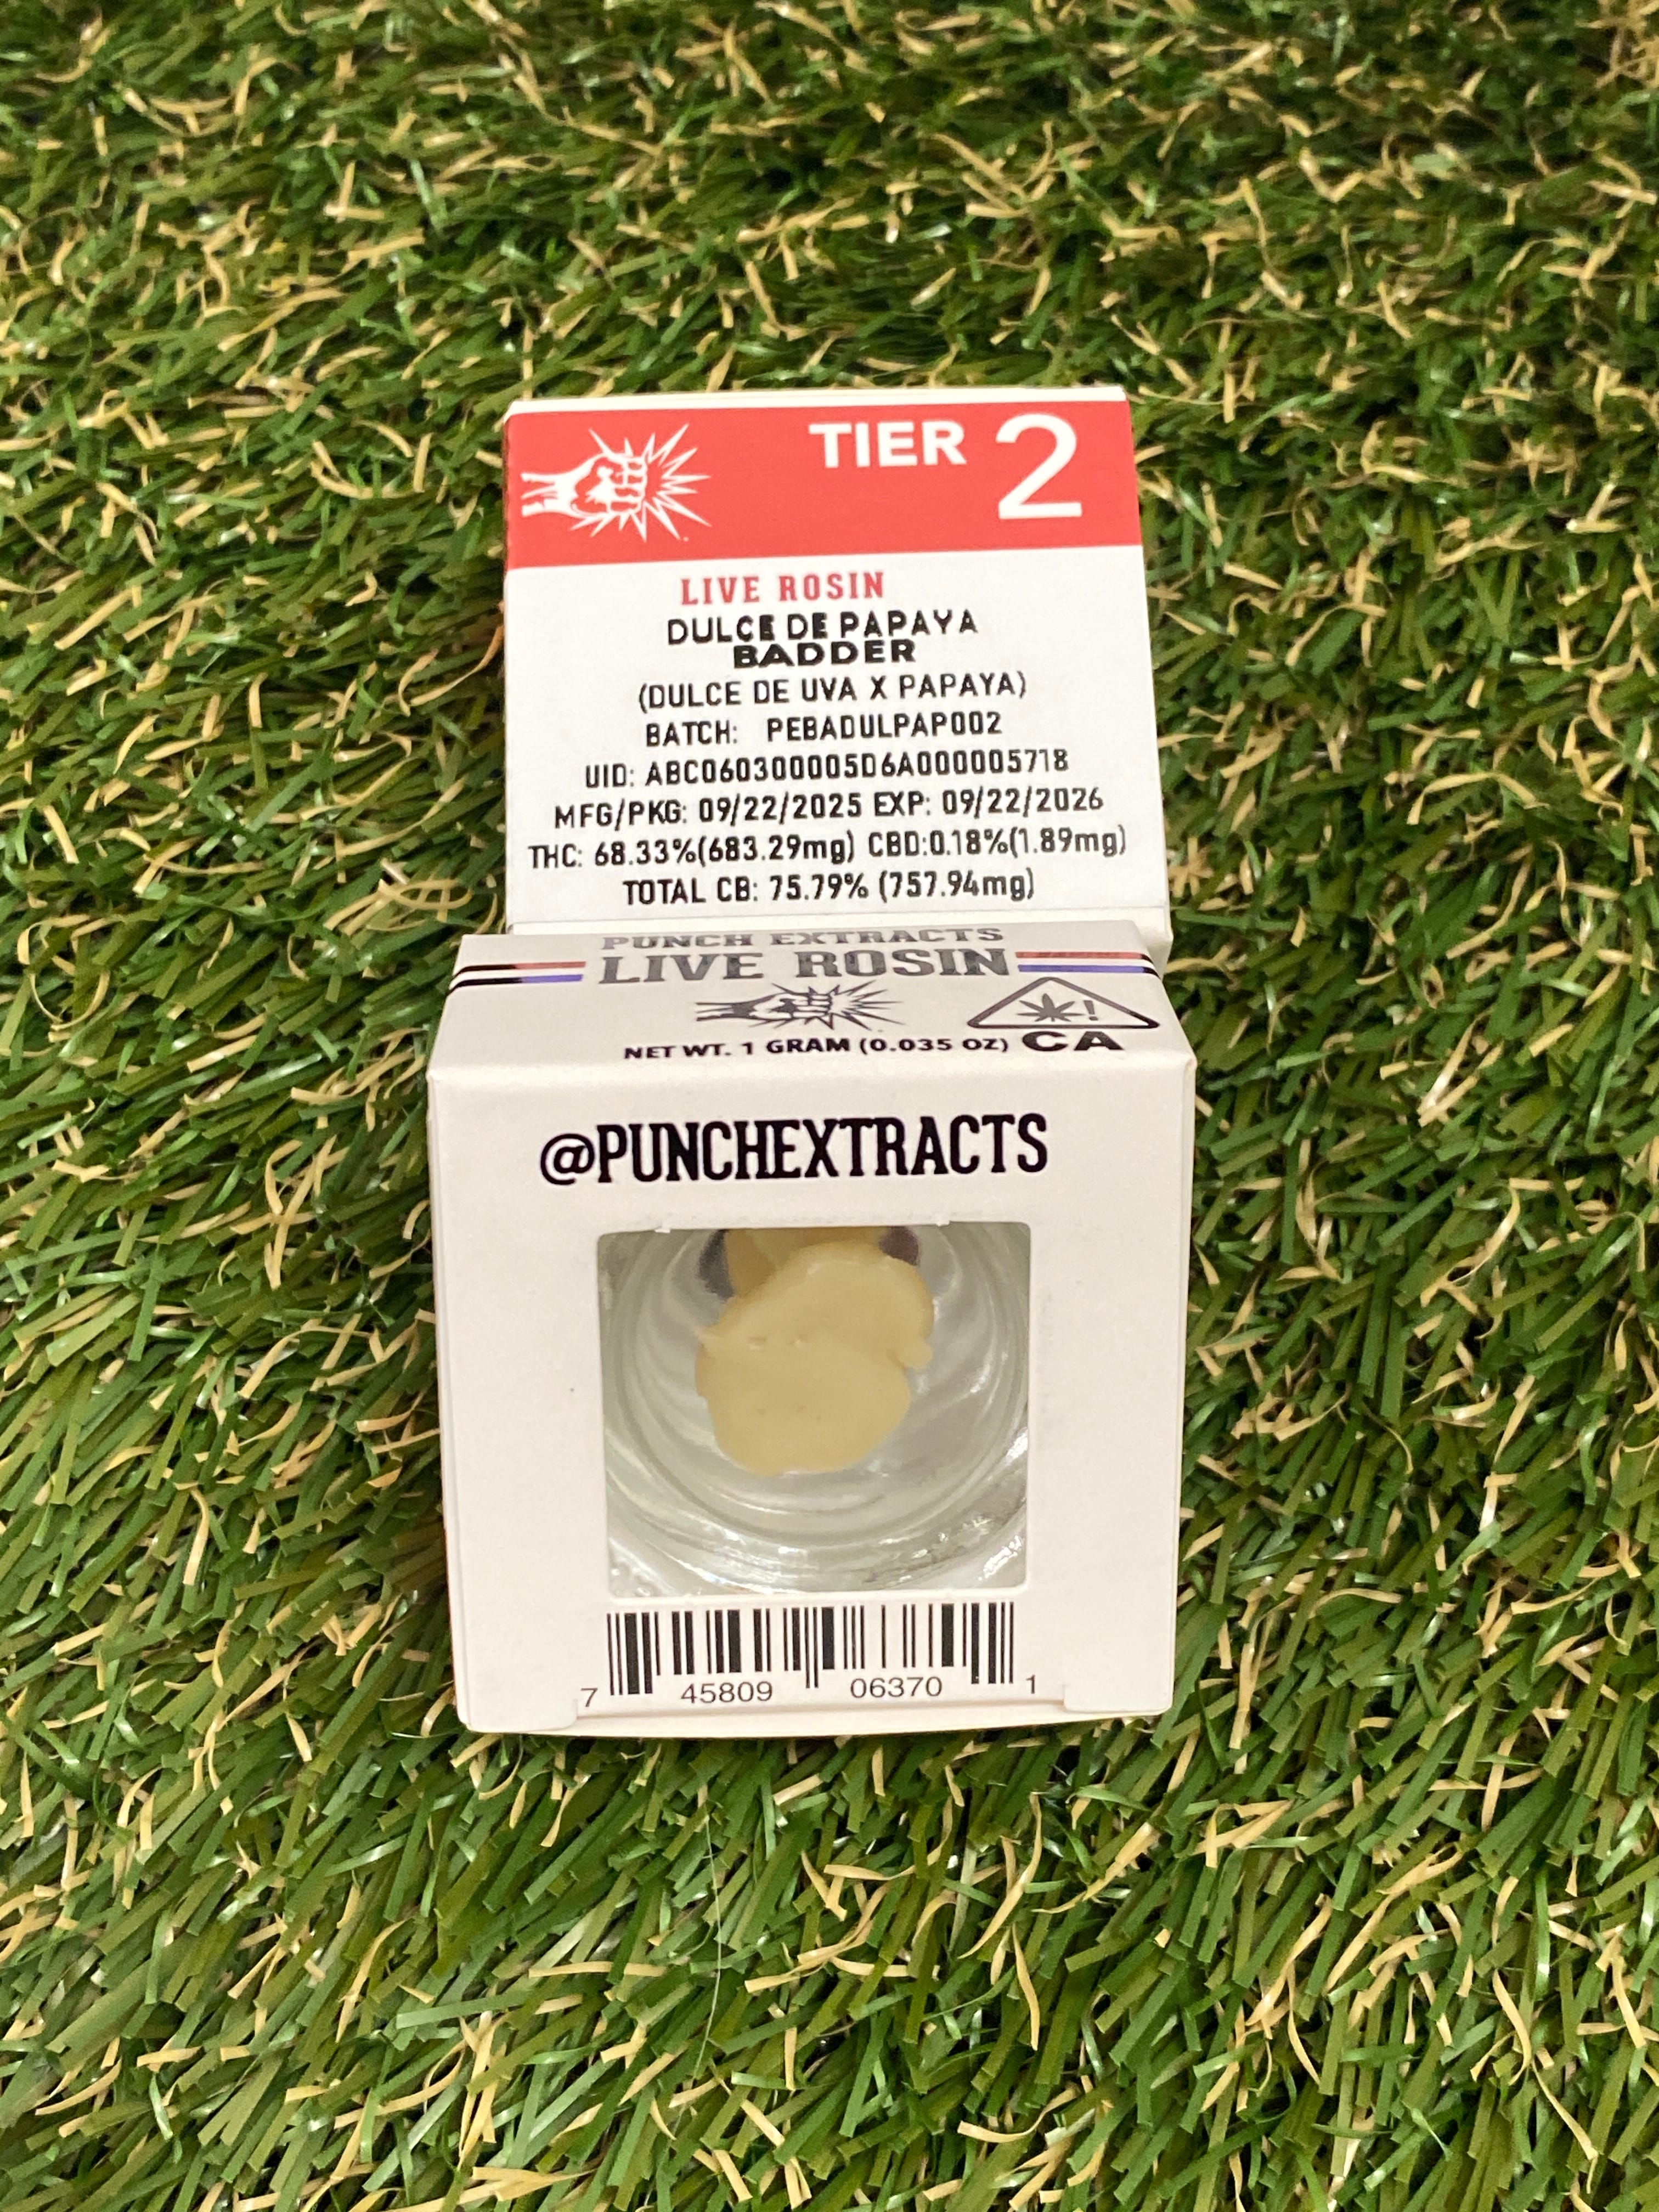 TIER 2
LIVE ROSIN
DULCE DE PAPAYA
BADDER
(DULCE DE UVA X PAPAYA)
BATCH: PEBADULPAP002
UID: ABC060300005D6A000005718
MFG/PKG: 09/22/2025 EXP: 09/22/2026
THC: 68.33%(683.29mg) CBD:0.18%(1.89mg)
TOTAL CB: 75.79% (757.94mg)
PUNCH EXTRACTS
LIVE ROSIN
!
NET WT. 1 GRAM (0.035 OZ) CA
@PUNCHEXTRACTS
7 45809 06370 1